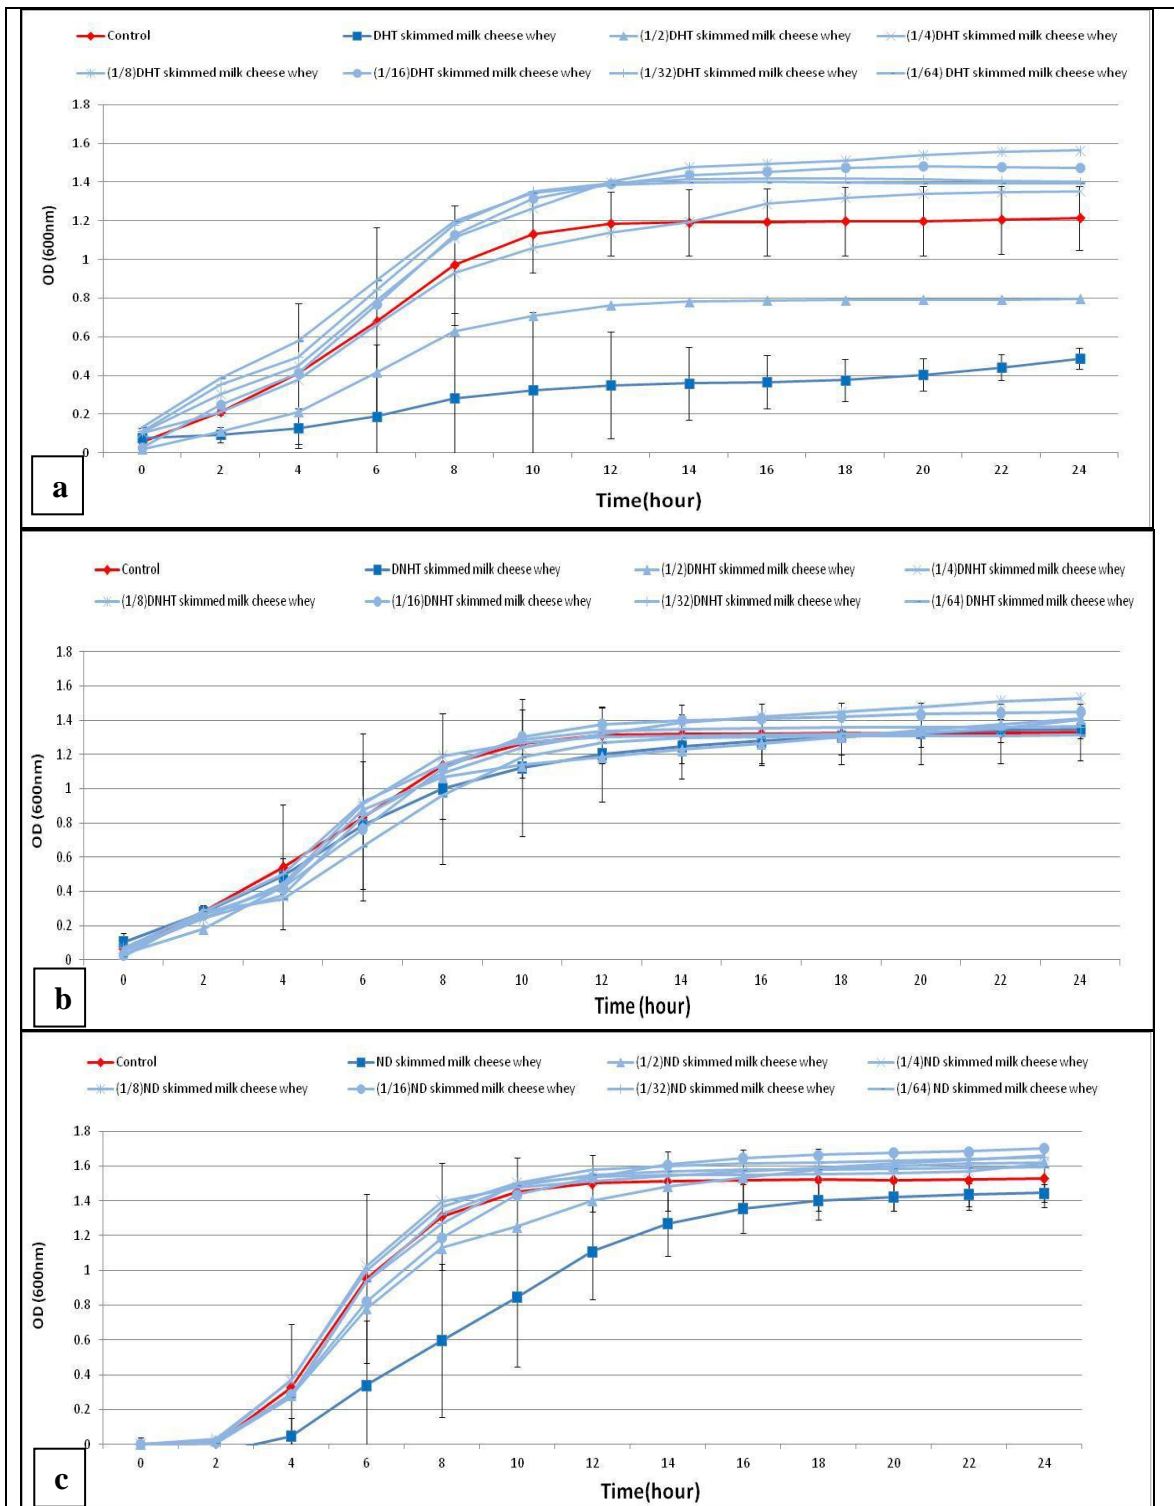 Control DHT skimmed milk cheese whey (1/2)DHT skimmed milk cheese whey (1/4)DHT skimmed milk cheese whey
(1/8)DHT skimmed milk cheese whey (1/16)DHT skimmed milk cheese whey (1/32)DHT skimmed milk cheese whey (1/64) DHT skimmed milk cheese whey
1.8
1.6
1.4
1.2
1
0.8
0.6
0.4
0.2
0
OD (600nm)
0 2 4 6 8 10 12 14 16 18 20 22 24
Time(hour)
a
Control DNHT skimmed milk cheese whey (1/2)DNHT skimmed milk cheese whey (1/4)DNHT skimmed milk cheese whey
(1/8)DNHT skimmed milk cheese whey (1/16)DNHT skimmed milk cheese whey (1/32)DNHT skimmed milk cheese whey (1/64) DNHT skimmed milk cheese whey
1.8
1.6
1.4
1.2
1
0.8
0.6
0.4
0.2
0
OD (600nm)
0 2 4 6 8 10 12 14 16 18 20 22 24
Time (hour)
b
Control ND skimmed milk cheese whey (1/2)ND skimmed milk cheese whey (1/4)ND skimmed milk cheese whey
(1/8)ND skimmed milk cheese whey (1/16)ND skimmed milk cheese whey (1/32)ND skimmed milk cheese whey (1/64) ND skimmed milk cheese whey
1.8
1.6
1.4
1.2
1
0.8
0.6
0.4
0.2
0
OD (600nm)
0 2 4 6 8 10 12 14 16 18 20 22 24
Time(hour)
c